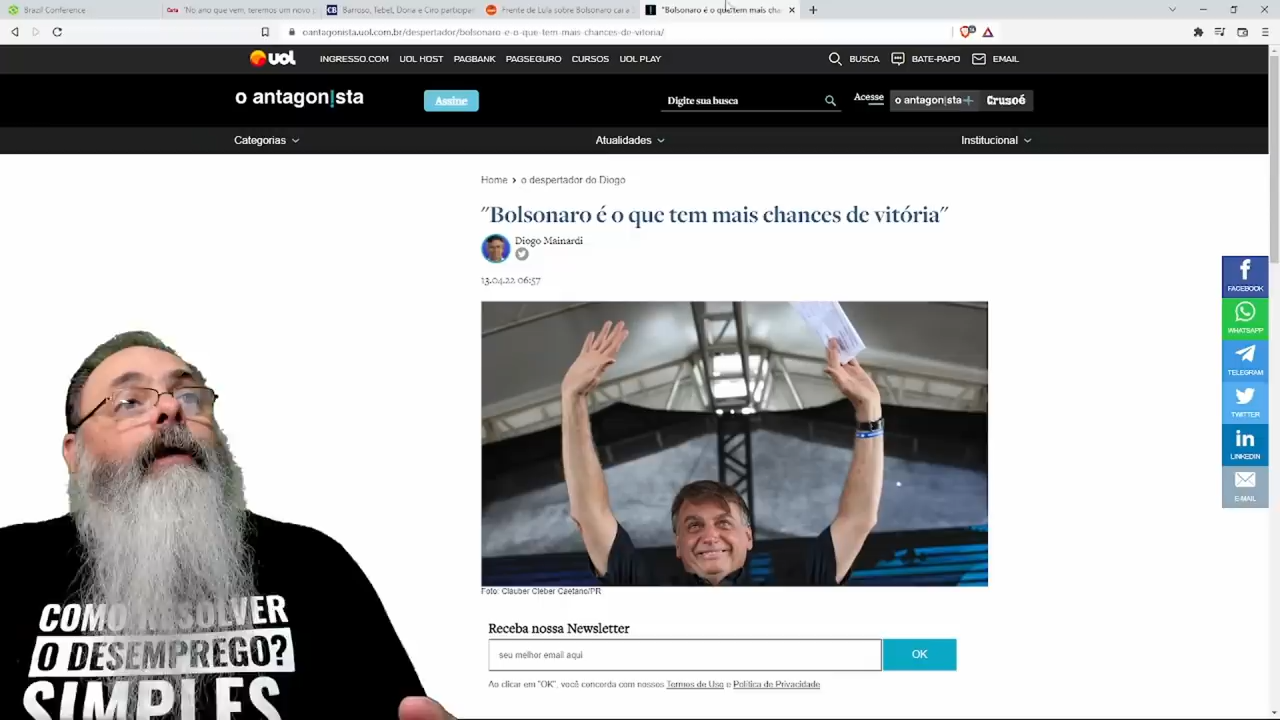 Brazil Conference
"No ano que vem, teremos um novo p
Barroso, Tebet, Doria e Ciro participam
Frente de Lula sobre Bolsonaro cai a
"Bolsonaro é o que tem mais cha
oantagonista.uol.com.br/despertador/bolsonaro-e-o-que-tem-mais-chances-de-vitoria/
UOL
INGRESSO.COM UOL HOST PAGBANK PAGSEGURO CURSOS UOL PLAY
BUSCA BATE-PAPO EMAIL
o antagonista
Assine
Digite sua busca
Acesse
o antagonista+ Crusoé
Categorias Atualidades Institucional
Home > o despertador do Diogo
"Bolsonaro é o que tem mais chances de vitória"
Diogo Mainardi
13.04.22 06:57
FACEBOOK
WHATSAPP
TELEGRAM
TWITTER
LINKEDIN
E-MAIL
Foto: Clauber Cleber Caetano/PR
Receba nossa Newsletter
seu melhor email aqui
OK
Ao clicar em "OK", você concorda com nossos Termos de Uso e Política de Privacidade
COMO RESOLVER
O DESEMPREGO?
SIMPLES